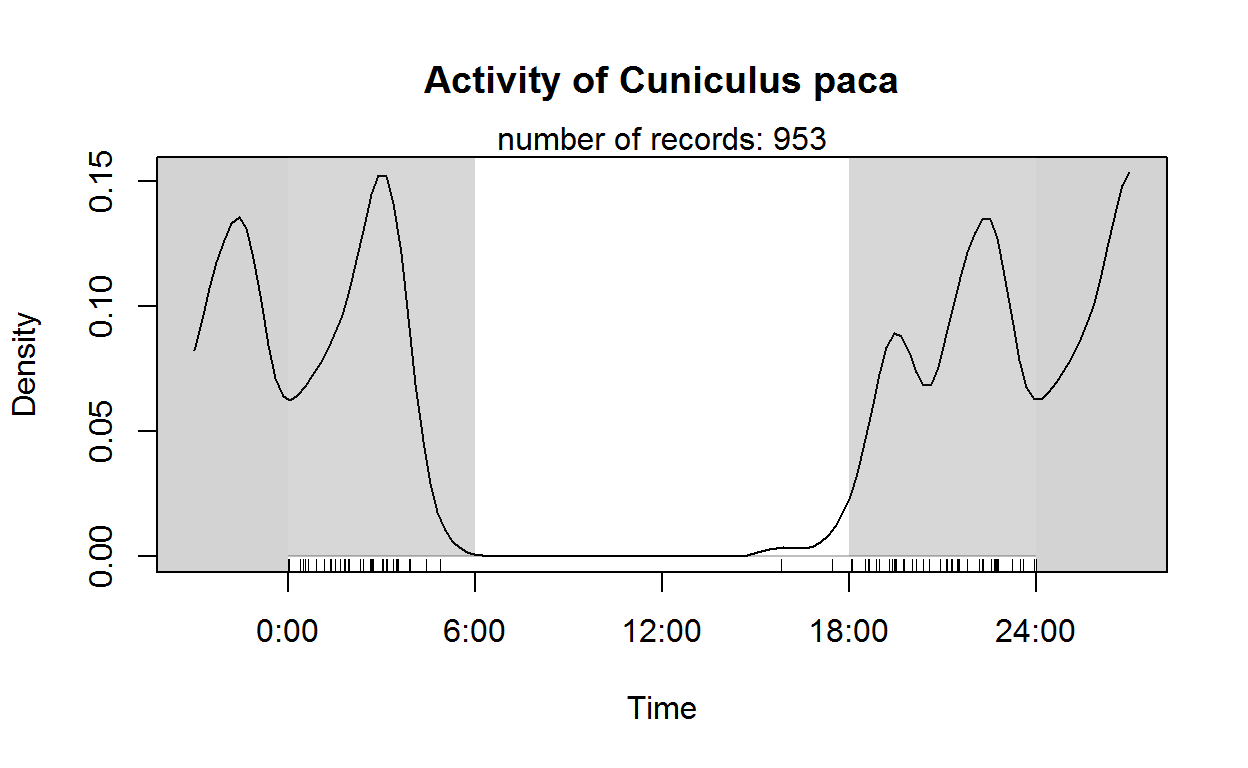 Activity of Cuniculus paca
number of records: 953
Density
0.15
0.10
0.05
0.00
0:00 6:00 12:00 18:00 24:00
Time